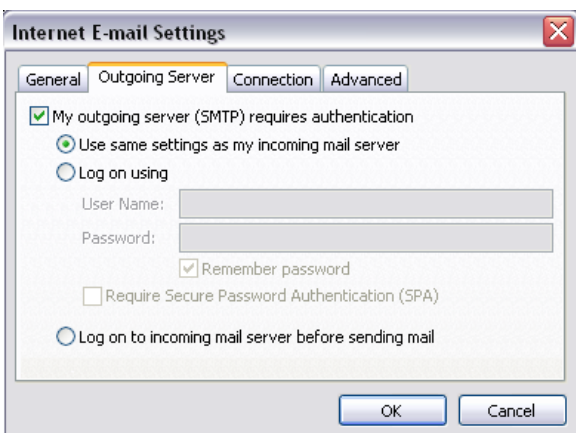 Internet E-mail Settings
General Outgoing Server Connection Advanced
My outgoing server (SMTP) requires authentication
Use same settings as my incoming mail server
Log on using
User Name:
Password:
Remember password
Require Secure Password Authentication (SPA)
Log on to incoming mail server before sending mail
OK Cancel